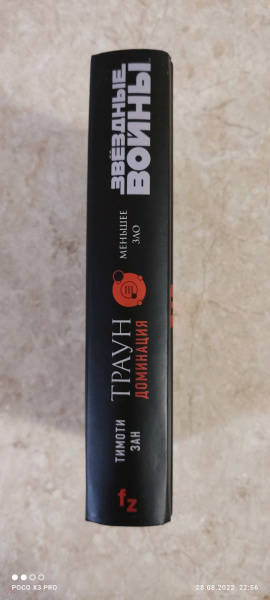 ЗВЁЗДНЫЕ
ВОЙНЫ
МЕНЬШЕЕ
ЗЛО
ТРАУН
ДОМИНАЦИЯ
ТИМОТИ
ЗАН
fz
POCO X3 PRO
28.08.2022 22:56